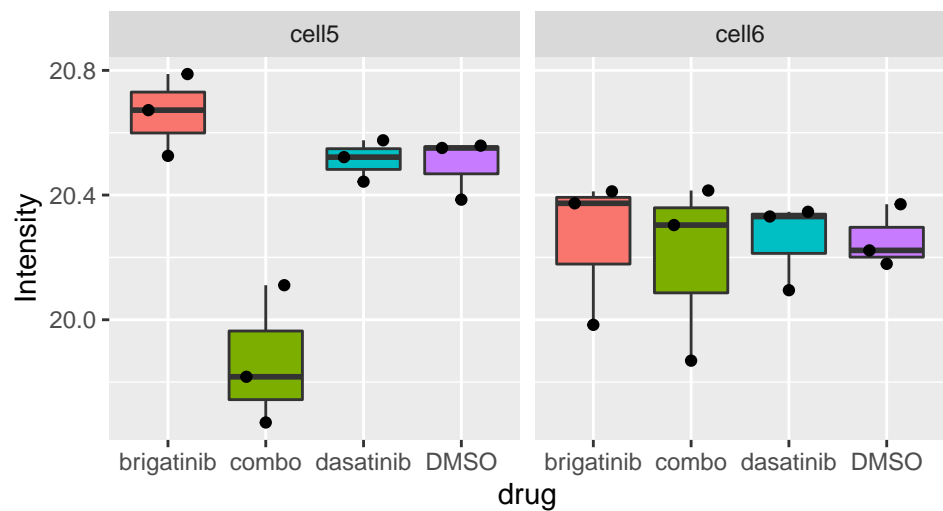 cell5 cell6
20.8
20.4
20.0
Intensity
brigatinib combo dasatinib DMSO brigatinib combo dasatinib DMSO
drug